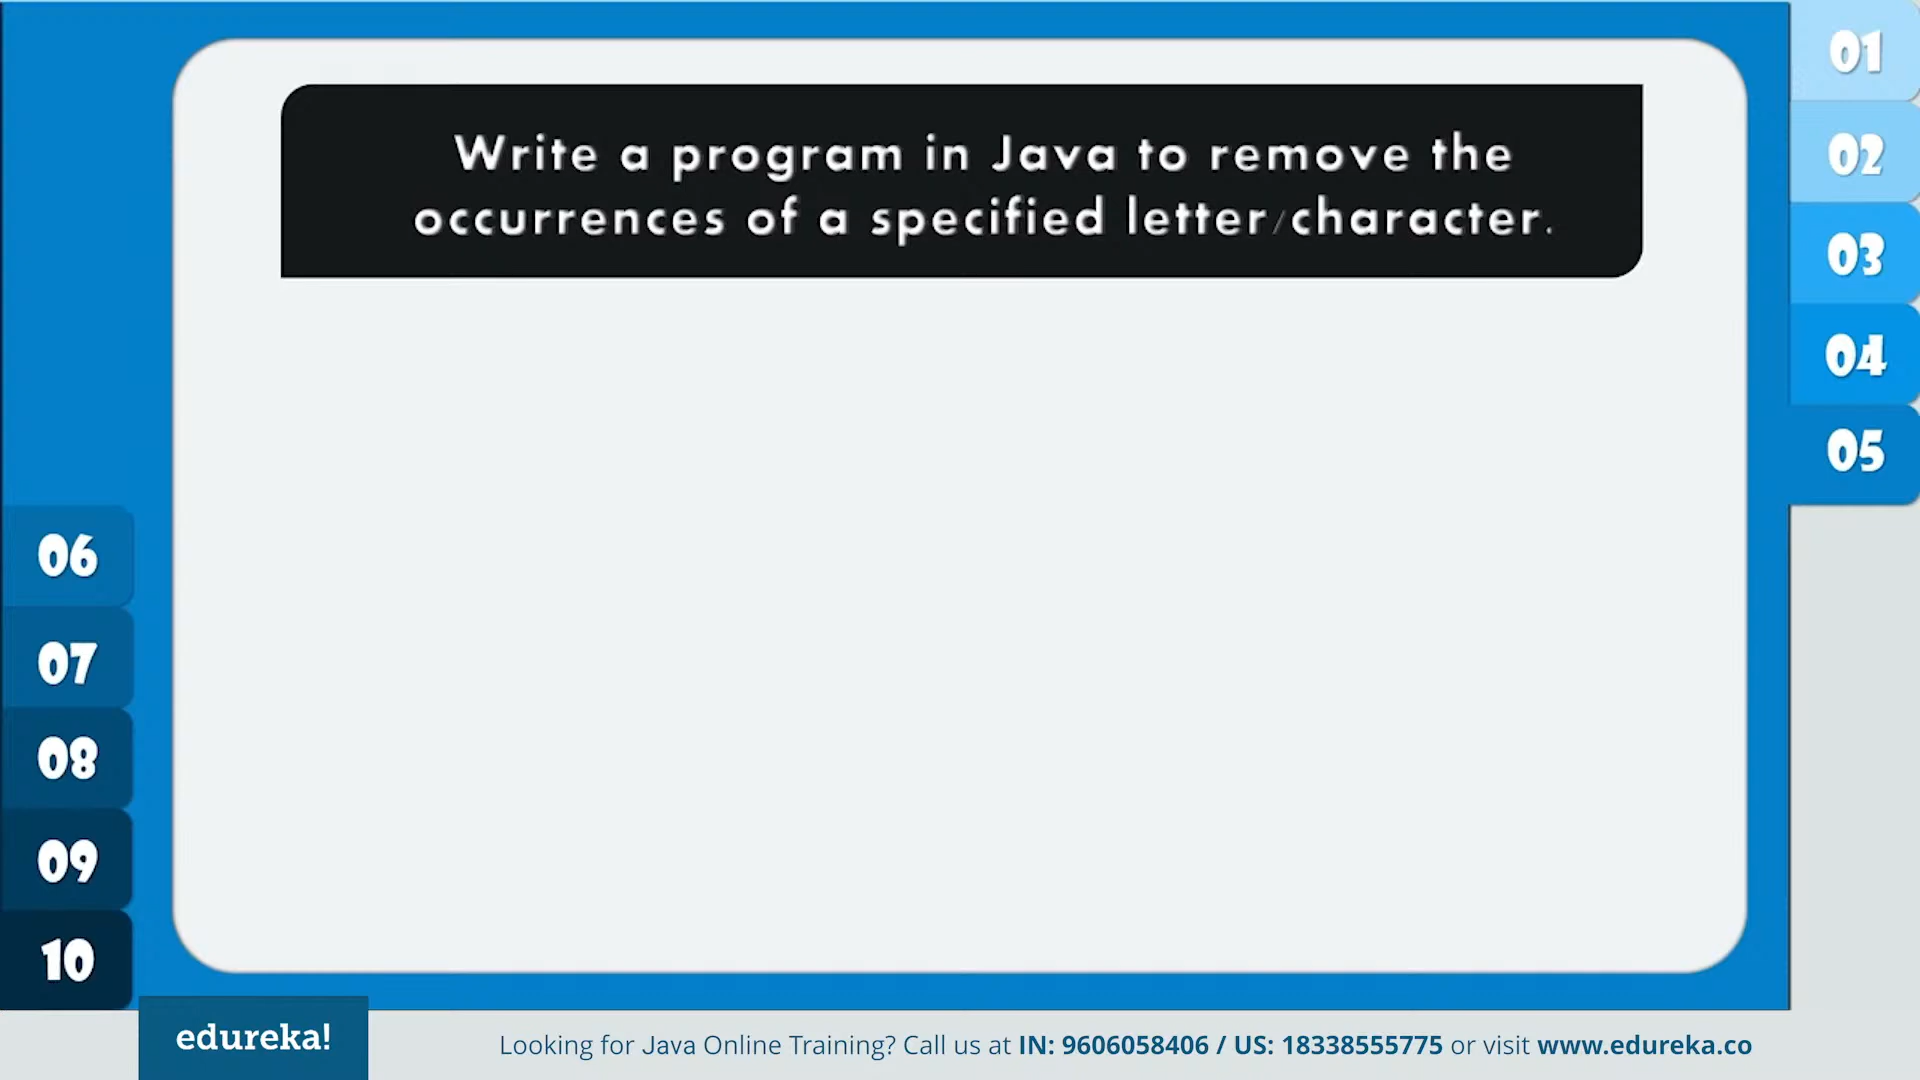 Write a program in Java to remove the
occurrences of a specified letter/character.
01
02
03
04
05
06
07
08
09
10
edureka!
Looking for Java Online Training? Call us at IN: 9606058406 / US: 18338555775 or visit www.edureka.co